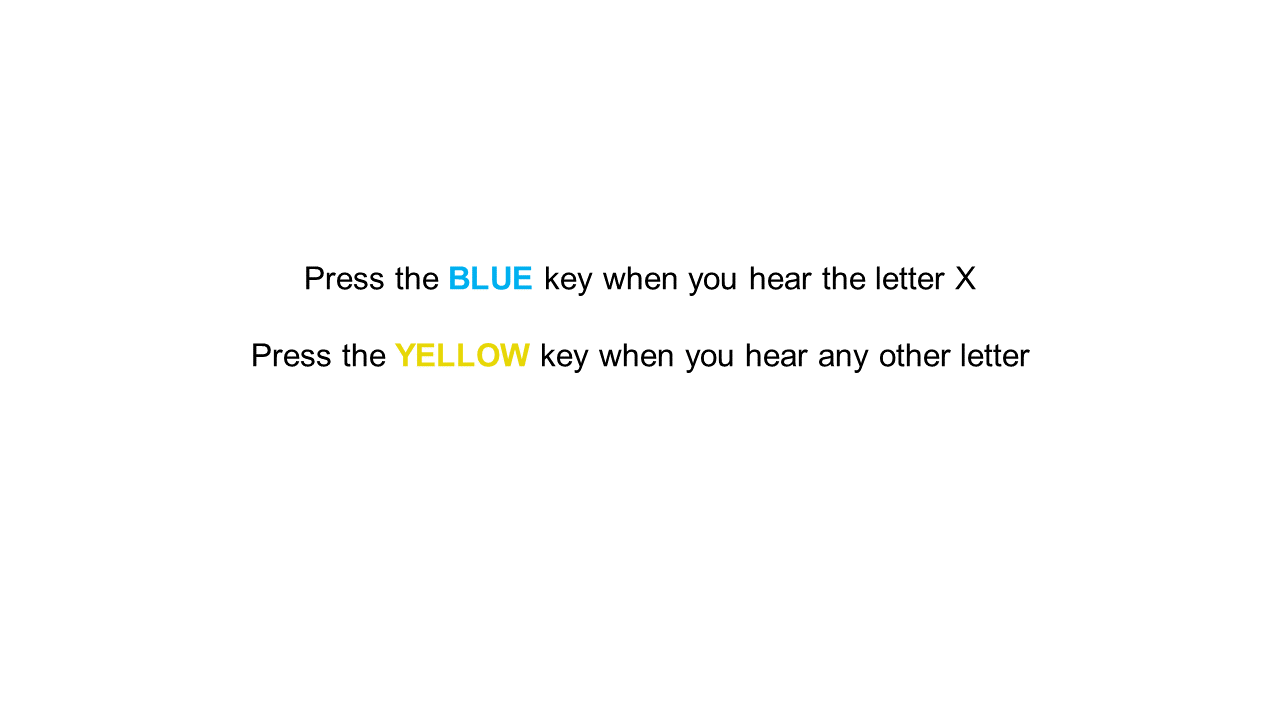 Press the BLUE key when you hear the letter X
Press the YELLOW key when you hear any other letter